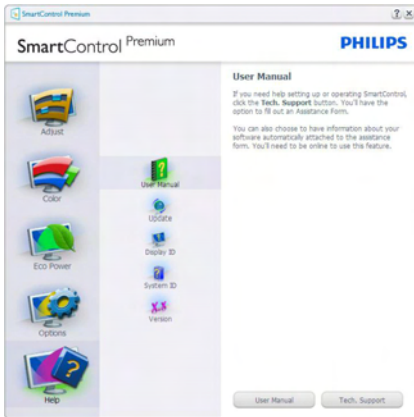 SmartControl Premium
SmartControl Premium
PHILIPS
Adjust
Color
Eco Power
Options
Help
User Manual
Update
Display ID
System ID
Version
User Manual
If you need help setting up or operating SmartControl,
click the Tech. Support button. You'll have the
option to fill out an Assistance Form.
You can also choose to have information about your
software automatically attached to the assistance
form. You'll need to be online to use this feature.
User Manual
Tech. Support